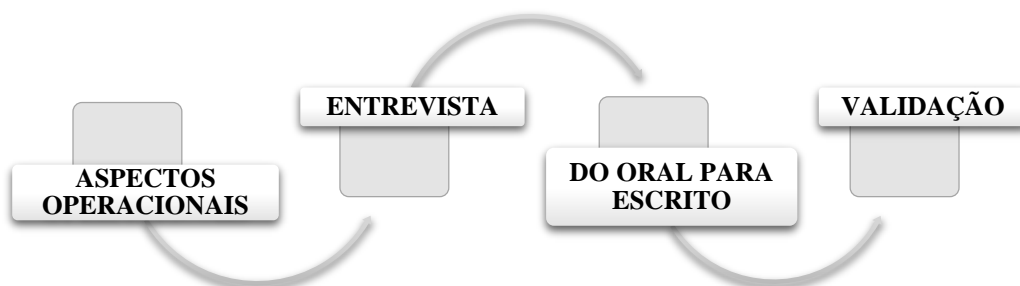 ASPECTOS
OPERACIONAIS
ENTREVISTA
DO ORAL PARA
ESCRITO
VALIDAÇÃO